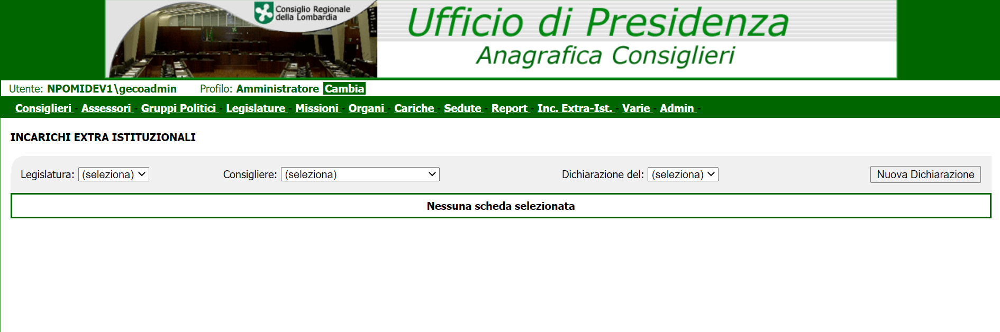 Consiglio Regionale
della Lombardia
Ufficio di Presidenza
Anagrafica Consiglieri
Utente: NPOMIDEV1\gecoadmin Profilo: Amministratore Cambia
Consiglieri - Assessori - Gruppi Politici - Legislature - Missioni - Organi - Cariche - Sedute - Report - Inc. Extra-Ist. - Varie - Admin -
INCARICHI EXTRA ISTITUZIONALI
Legislatura: (seleziona) Consigliere: (seleziona) Dichiarazione del: (seleziona) Nuova Dichiarazione
Nessuna scheda selezionata